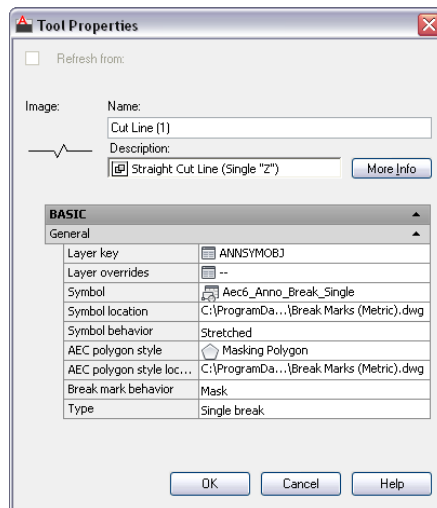 Tool Properties
Refresh from:
Image:
Name:
Cut Line (1)
Description:
Straight Cut Line (Single "Z")
More Info
BASIC
General
Layer key ANNSYMOBJ
Layer overrides --
Symbol Aec6_Anno_Break_Single
Symbol location C:\ProgramDa...\Break Marks (Metric).dwg
Symbol behavior Stretched
AEC polygon style Masking Polygon
AEC polygon style loc... C:\ProgramDa...\Break Marks (Metric).dwg
Break mark behavior Mask
Type Single break
OK Cancel Help